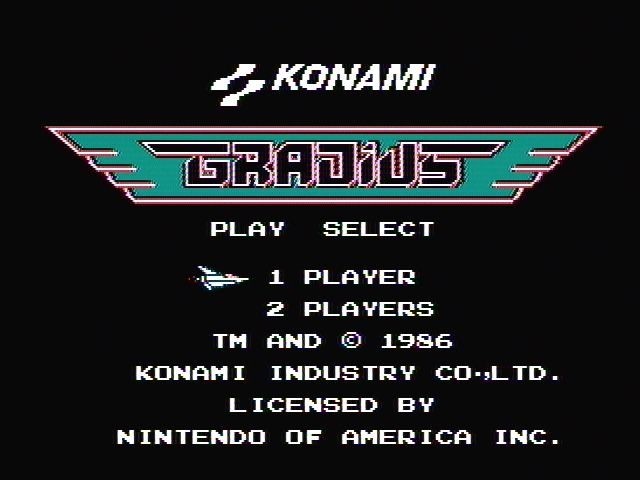 KONAMI
GRADIUS
PLAY SELECT
1 PLAYER
2 PLAYERS
TM AND © 1986
KONAMI INDUSTRY CO.,LTD.
LICENSED BY
NINTENDO OF AMERICA INC.